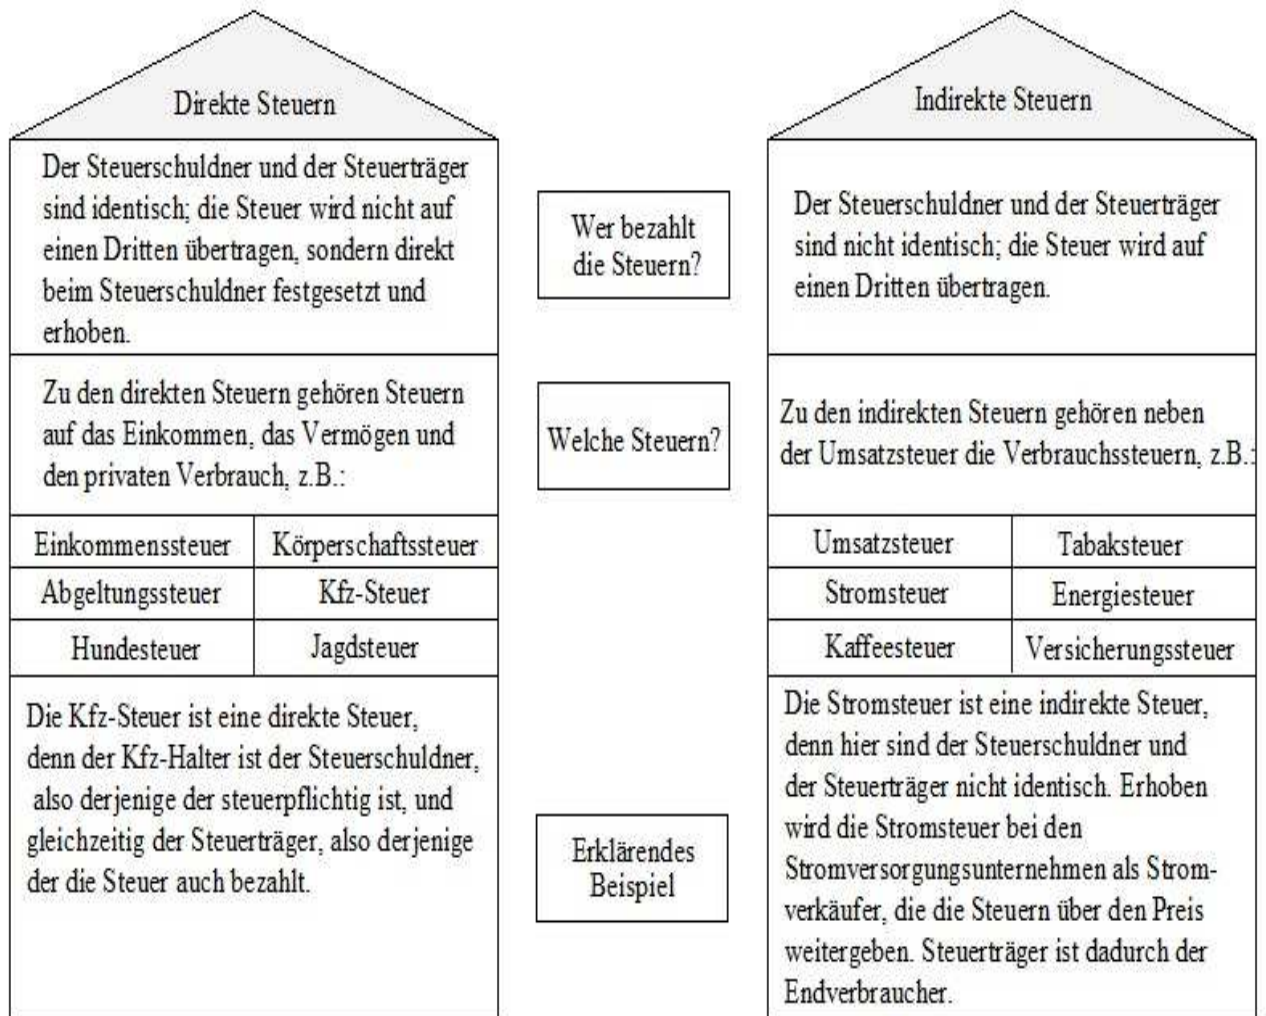 Direkte Steuern
Der Steuerschuldner und der Steuerträger
sind identisch; die Steuer wird nicht auf
einen Dritten übertragen, sondern direkt
beim Steuerschuldner festgesetzt und
erhoben.
Zu den direkten Steuern gehören Steuern
auf das Einkommen, das Vermögen und
den privaten Verbrauch, z.B.:
Einkommenssteuer Körperschaftssteuer
Abgeltungssteuer Kfz-Steuer
Hundesteuer Jagdsteuer
Die Kfz-Steuer ist eine direkte Steuer,
denn der Kfz-Halter ist der Steuerschuldner,
also derjenige der steuerpflichtig ist, und
gleichzeitig der Steuerträger, also derjenige
der die Steuer auch bezahlt.
Wer bezahlt
die Steuern?
Welche Steuern?
Erklärendes
Beispiel
Indirekte Steuern
Der Steuerschuldner und der Steuerträger
sind nicht identisch; die Steuer wird auf
einen Dritten übertragen.
Zu den indirekten Steuern gehören neben
der Umsatzsteuer die Verbrauchssteuern, z.B.:
Umsatzsteuer Tabaksteuer
Stromsteuer Energiesteuer
Kaffeesteuer Versicherungssteuer
Die Stromsteuer ist eine indirekte Steuer,
denn hier sind der Steuerschuldner und
der Steuerträger nicht identisch. Erhoben
wird die Stromsteuer bei den
Stromversorgungsunternehmen als Strom-
verkäufer, die die Steuern über den Preis
weitergeben. Steuerträger ist dadurch der
Endverbraucher.